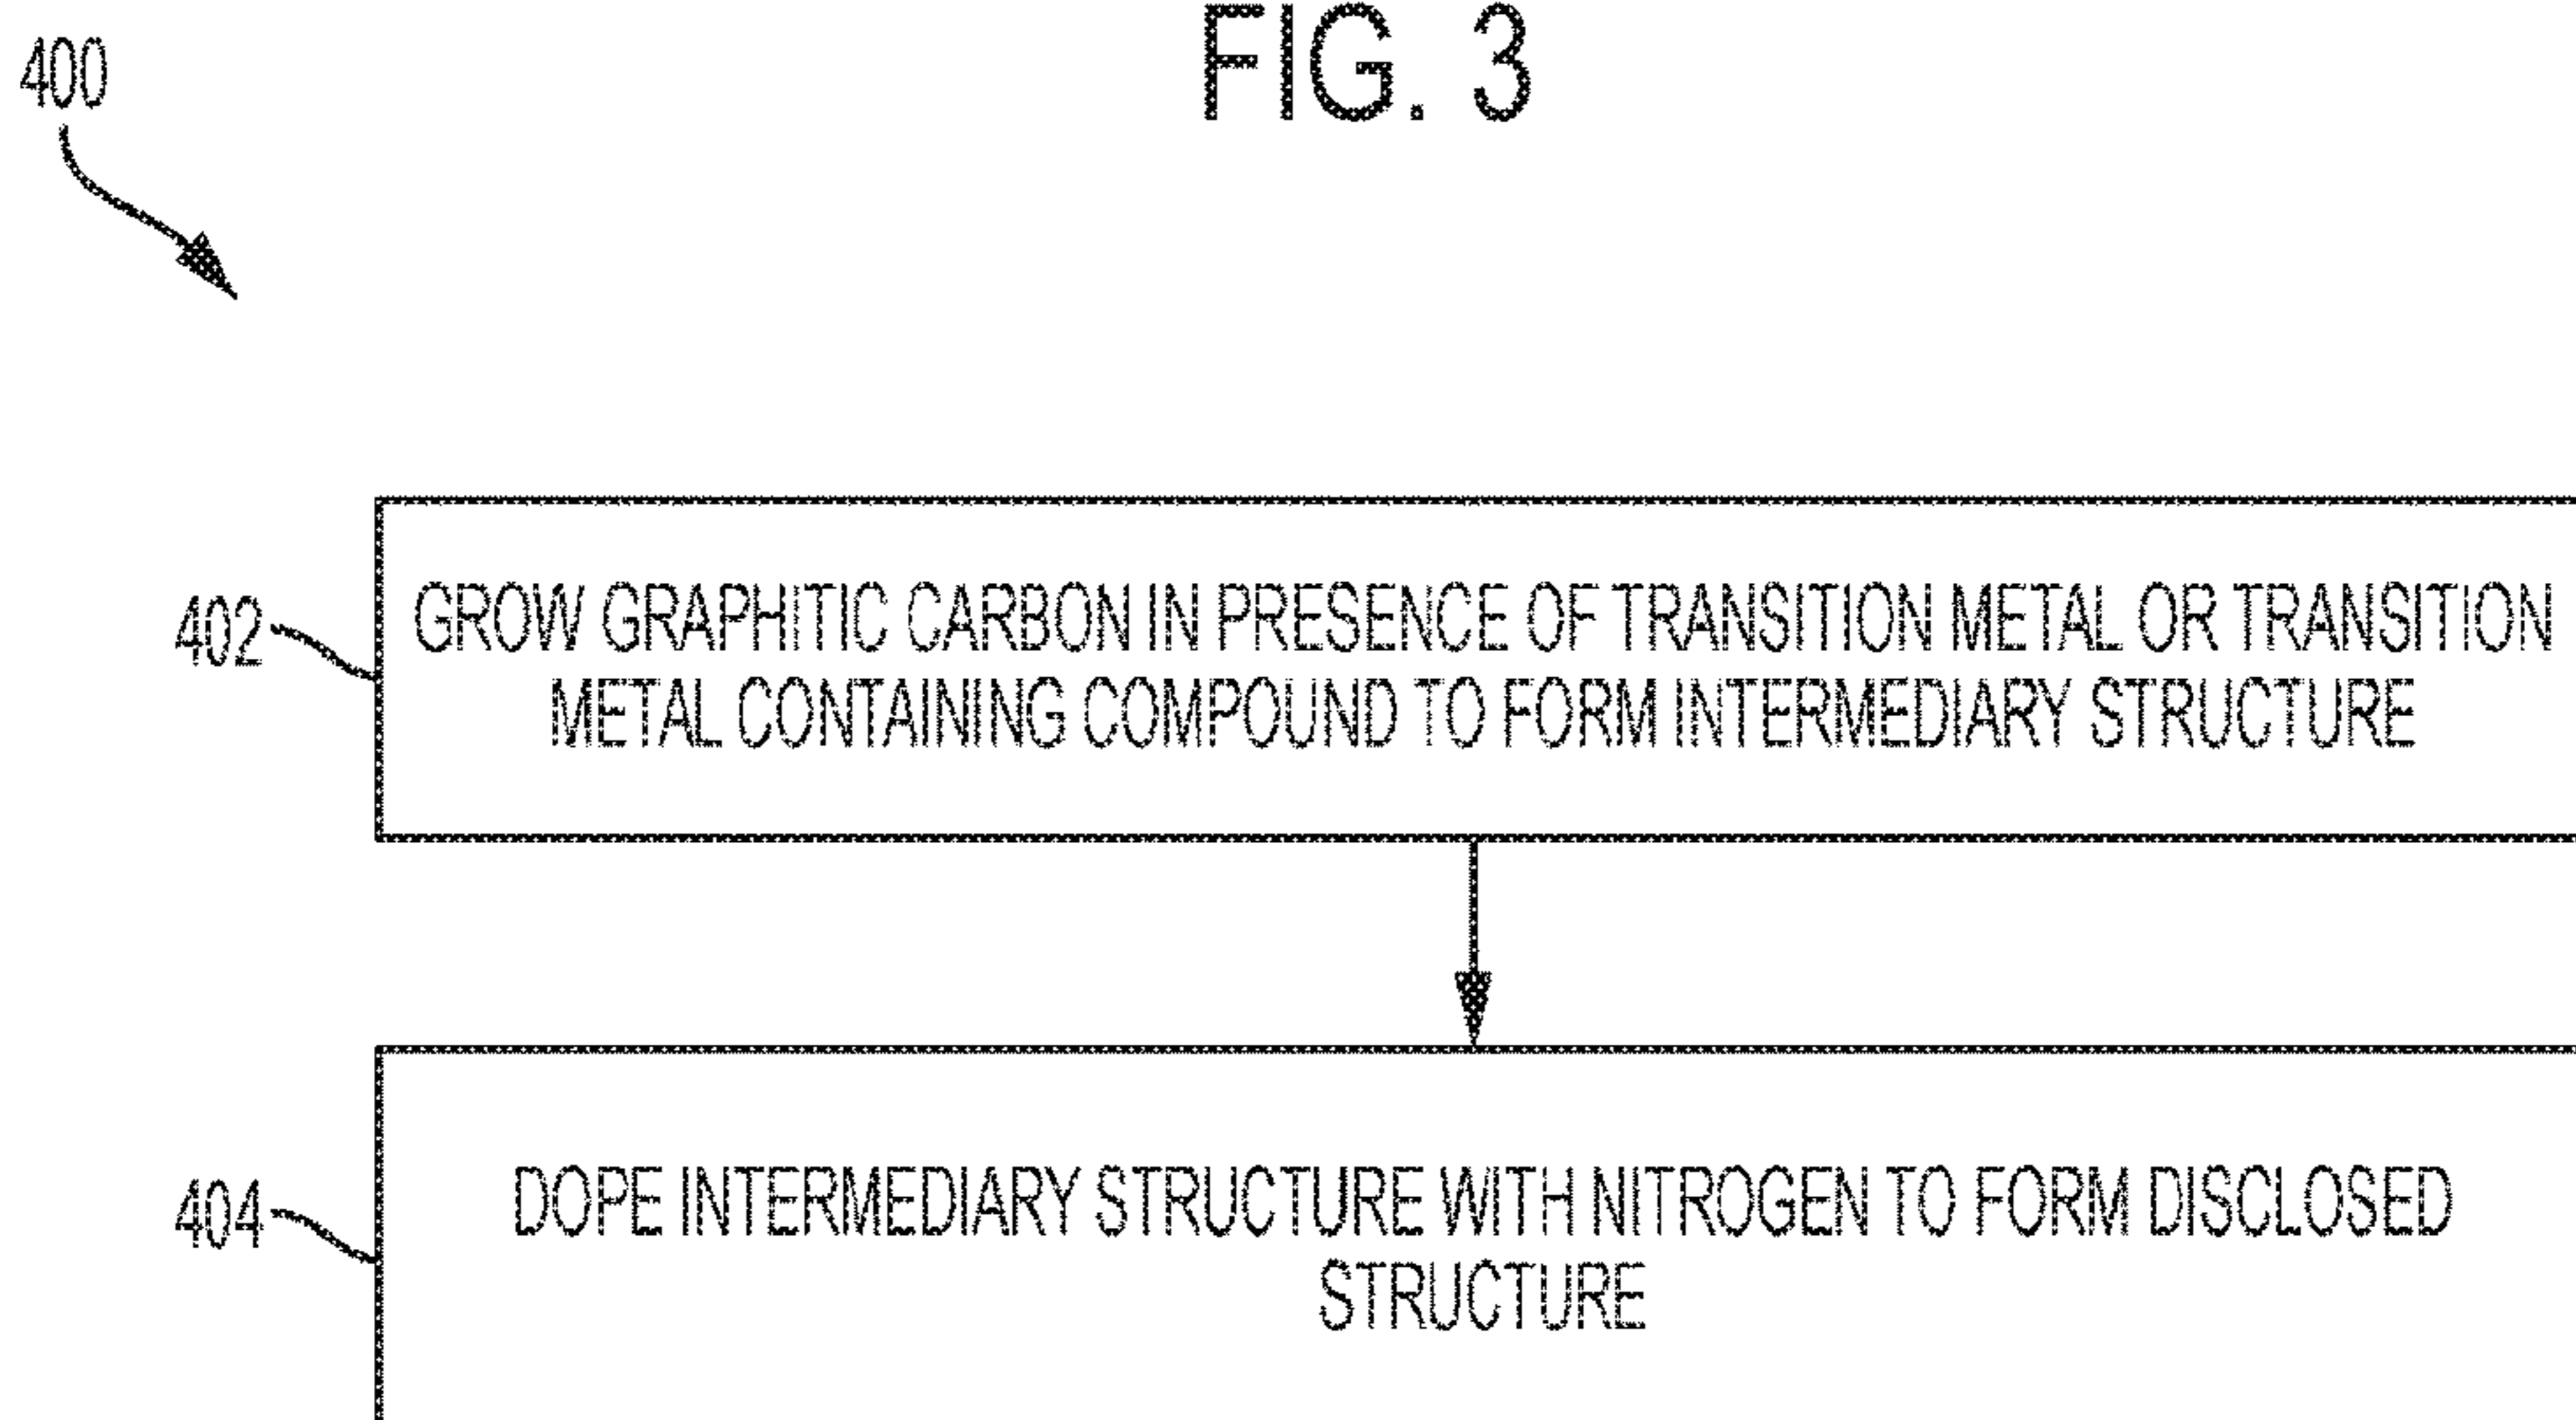 FIG. 3
400
402
GROW GRAPHITIC CARBON IN PRESENCE OF TRANSITION METAL OR TRANSITION
METAL CONTAINING COMPOUND TO FORM INTERMEDIARY STRUCTURE
404
DOPE INTERMEDIARY STRUCTURE WITH NITROGEN TO FORM DISCLOSED
STRUCTURE